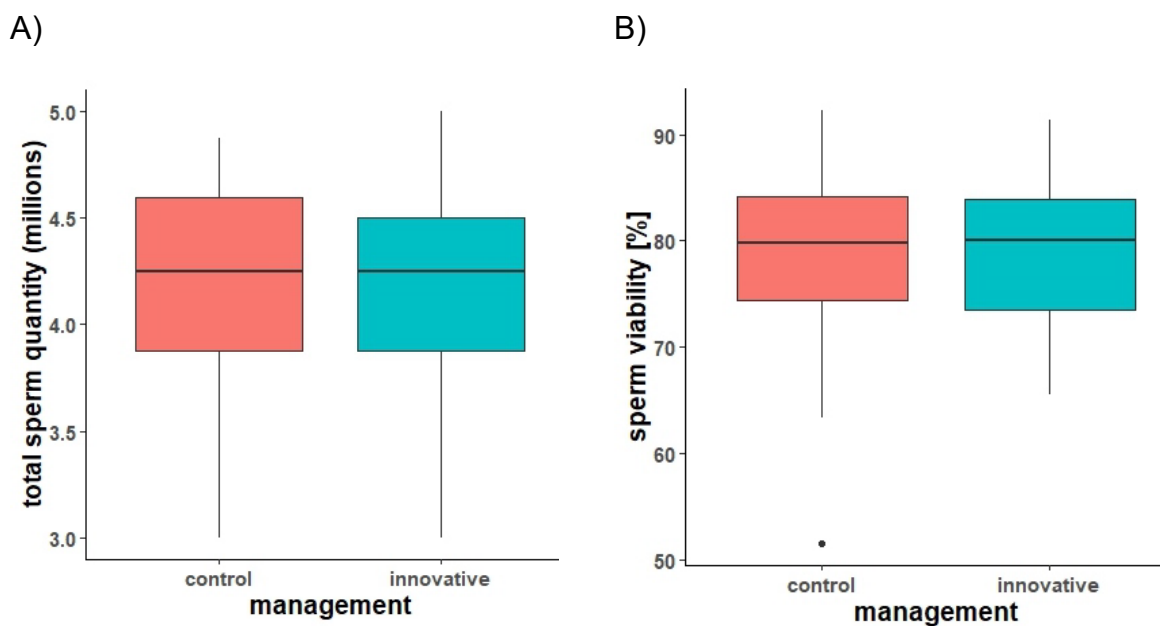 A)
total sperm quantity (millions)
5.0
4.5
4.0
3.5
3.0
control innovative
management
B)
sperm viability [%]
90
80
70
60
50
control innovative
management